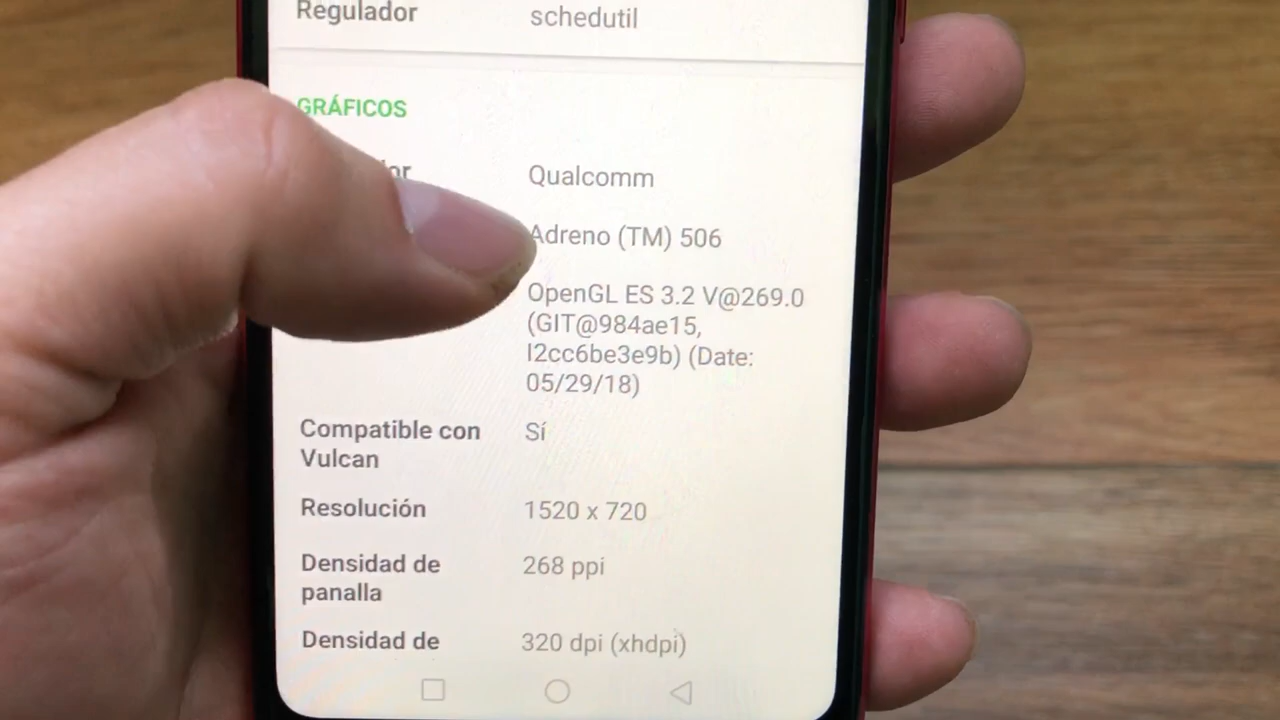 Regulador schedutil
GRÁFICOS
Qualcomm
Adreno (TM) 506
OpenGL ES 3.2 V@269.0
(GIT@984ae15,
I2cc6be3e9b) (Date:
05/29/18)
Compatible con Sí
Vulcan
Resolución 1520 x 720
Densidad de 268 ppi
panalla
Densidad de 320 dpi (xhdpi)